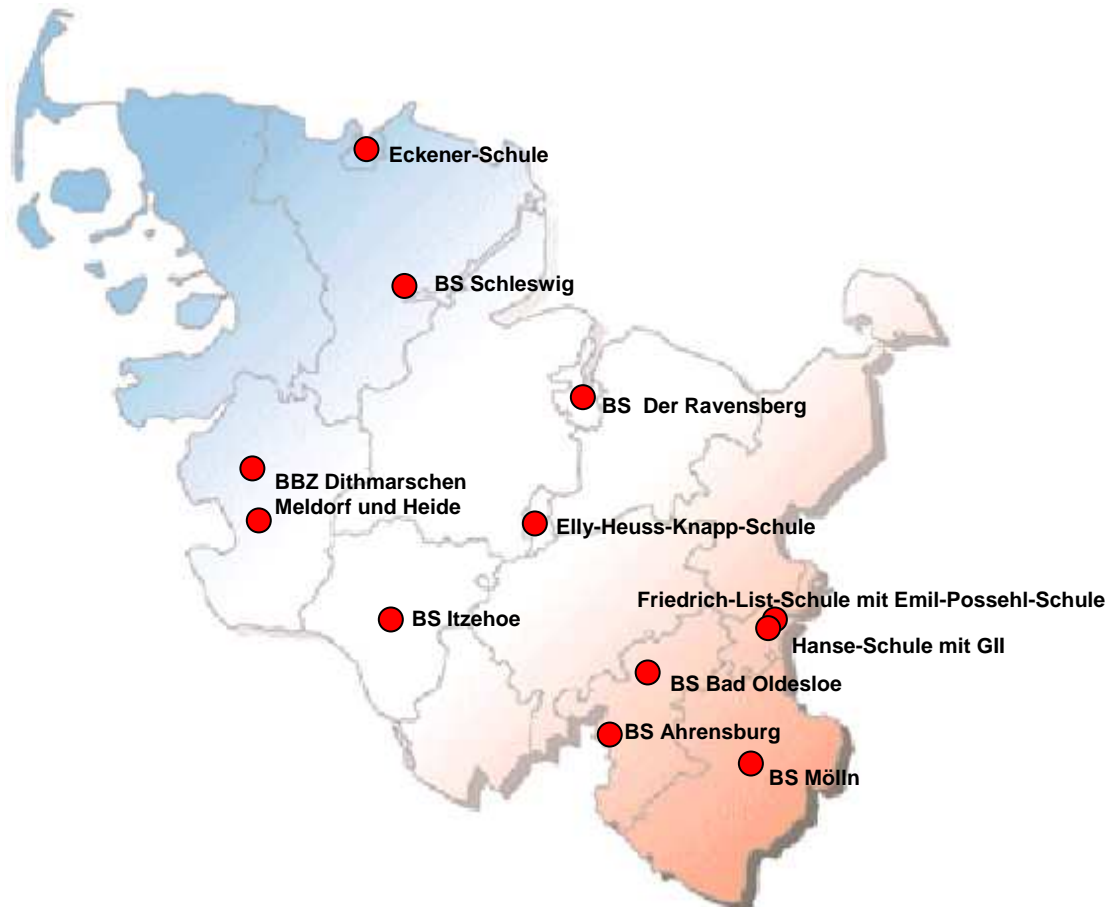 Eckener-Schule
BS Schleswig
BS Der Ravensberg
BBZ Dithmarschen
Meldorf und Heide
Elly-Heuss-Knapp-Schule
Friedrich-List-Schule mit Emil-Possehl-Schule
BS Itzehoe
Hanse-Schule mit GII
BS Bad Oldesloe
BS Ahrensburg
BS Mölln